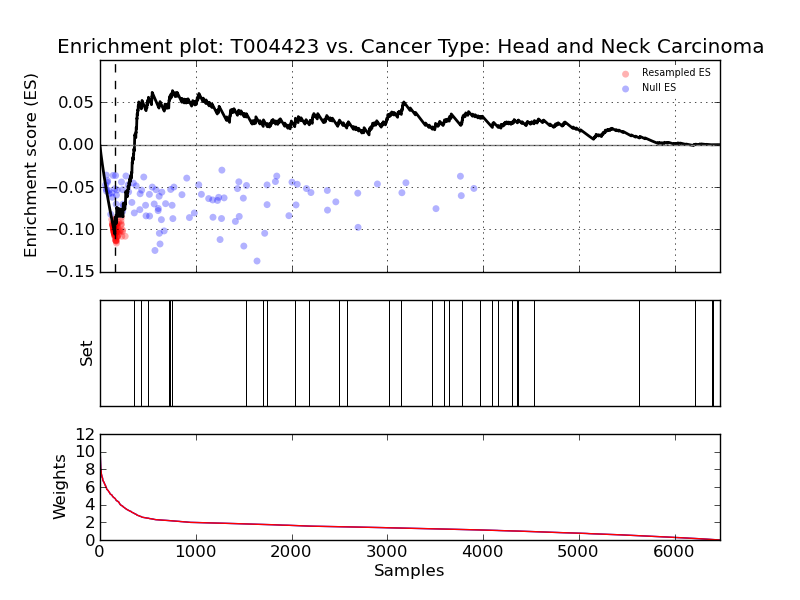 Enrichment plot: T004423 vs. Cancer Type: Head and Neck Carcinoma
Enrichment score (ES)
0.05
0.00
−0.05
−0.10
−0.15
Resampled ES
Null ES
Set
Weights
12
10
8
6
4
2
0
0 1000 2000 3000 4000 5000 6000
Samples